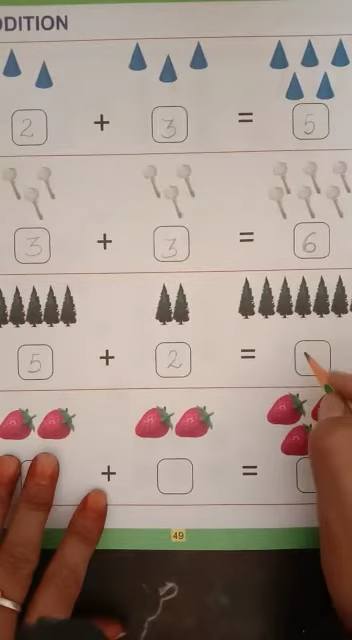 DDITION
2 + 3 = 5
3 + 3 = 6
5 + 2 =
+ =
49